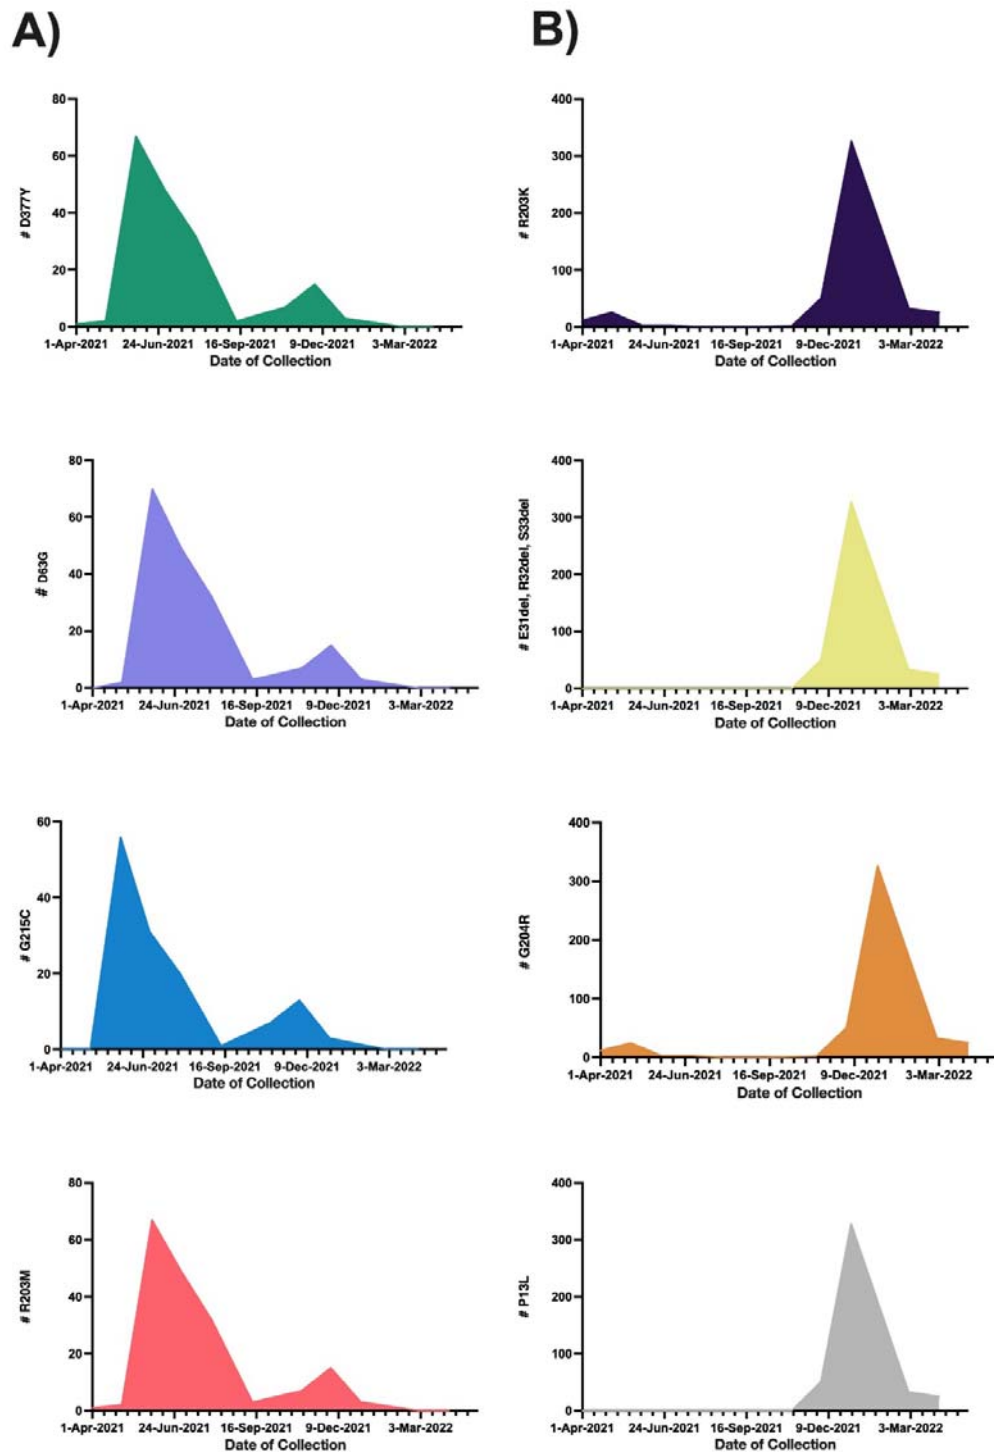 A)
B)
80
60
40
20
0
# D377Y
1-Apr-2021 24-Jun-2021 16-Sep-2021 9-Dec-2021 3-Mar-2022
Date of Collection
400
300
200
100
0
# R203K
1-Apr-2021 24-Jun-2021 16-Sep-2021 9-Dec-2021 3-Mar-2022
Date of Collection
80
60
40
20
0
# D63G
1-Apr-2021 24-Jun-2021 16-Sep-2021 9-Dec-2021 3-Mar-2022
Date of Collection
400
300
200
100
0
# E31del, R32del, S33del
1-Apr-2021 24-Jun-2021 16-Sep-2021 9-Dec-2021 3-Mar-2022
Date of Collection
60
40
20
0
# G215C
1-Apr-2021 24-Jun-2021 16-Sep-2021 9-Dec-2021 3-Mar-2022
Date of Collection
400
300
200
100
0
# G204R
1-Apr-2021 24-Jun-2021 16-Sep-2021 9-Dec-2021 3-Mar-2022
Date of Collection
80
60
40
20
0
# R203M
1-Apr-2021 24-Jun-2021 16-Sep-2021 9-Dec-2021 3-Mar-2022
Date of Collection
400
300
200
100
0
# P13L
1-Apr-2021 24-Jun-2021 16-Sep-2021 9-Dec-2021 3-Mar-2022
Date of Collection